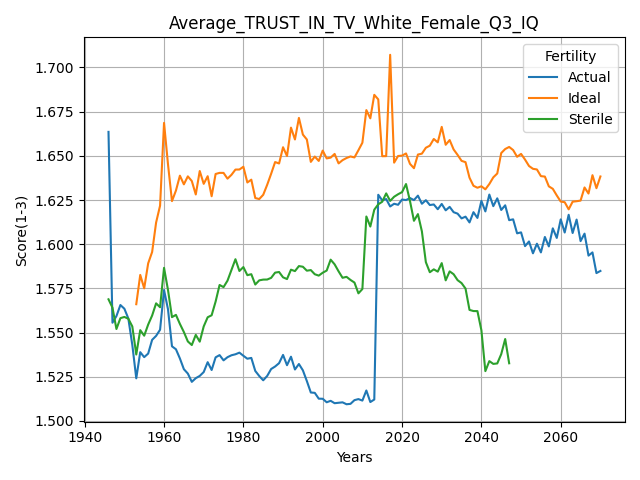 Average_TRUST_IN_TV_White_Female_Q3_IQ
Fertility
Actual
Ideal
Sterile
Score(1-3)
1.700
1.675
1.650
1.625
1.600
1.575
1.550
1.525
1.500
1940 1960 1980 2000 2020 2040 2060
Years